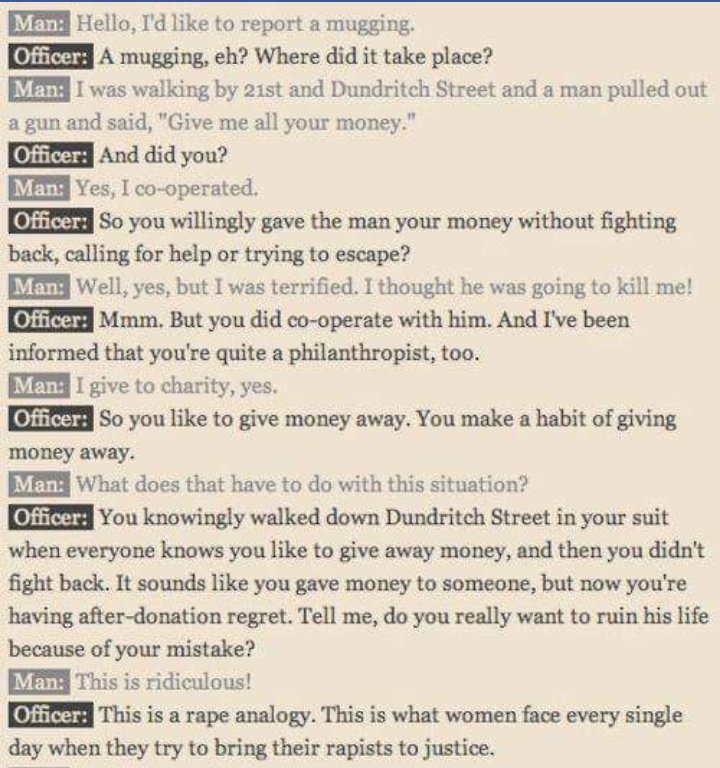 Man: Hello, I'd like to report a mugging.
Officer: A mugging, eh? Where did it take place?
Man: I was walking by 21st and Dundritch Street and a man pulled out
a gun and said, "Give me all your money."
Officer: And did you?
Man: Yes, I co-operated.
Officer: So you willingly gave the man your money without fighting
back, calling for help or trying to escape?
Man: Well, yes, but I was terrified. I thought he was going to kill me!
Officer: Mmm. But you did co-operate with him. And I've been
informed that you're quite a philanthropist, too.
Man: I give to charity, yes.
Officer: So you like to give money away. You make a habit of giving
money away.
Man: What does that have to do with this situation?
Officer: You knowingly walked down Dundritch Street in your suit
when everyone knows you like to give away money, and then you didn't
fight back. It sounds like you gave money to someone, but now you're
having after-donation regret. Tell me, do you really want to ruin his life
because of your mistake?
Man: This is ridiculous!
Officer: This is a rape analogy. This is what women face every single
day when they try to bring their rapists to justice.